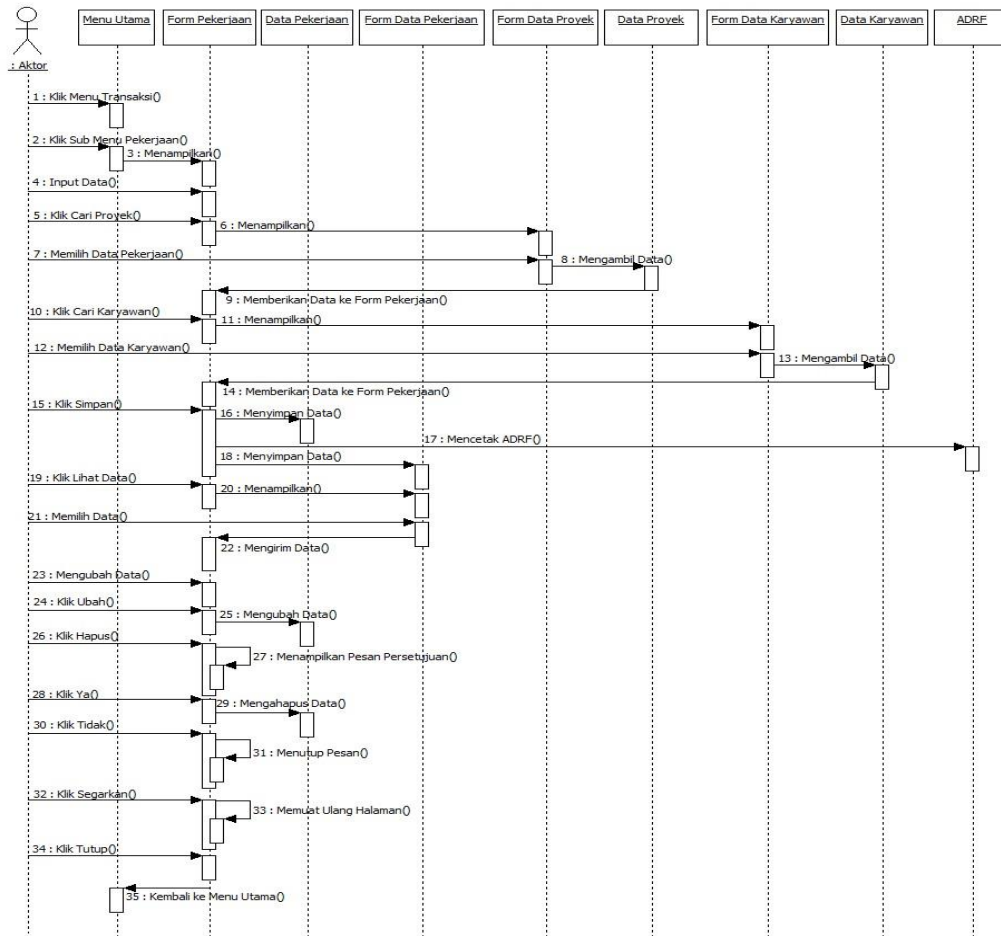 Menu Utama
Form Pekerjaan
Data Pekerjaan
Form Data Pekerjaan
Form Data Proyek
Data Proyek
Form Data Karyawan
Data Karyawan
ADRF
: Aktor
1 : Klik Menu Transaksi()
2 : Klik Sub Menu Pekerjaan()
3 : Menampilkan()
4 : Input Data()
5 : Klik Cari Proyek()
6 : Menampilkan()
7 : Memilih Data Pekerjaan()
8 : Mengambil Data()
9 : Memberikan Data ke Form Pekerjaan()
10 : Klik Cari Karyawan()
11 : Menampilkan()
12 : Memilih Data Karyawan()
13 : Mengambil Data()
14 : Memberikan Data ke Form Pekerjaan()
15 : Klik Simpan()
16 : Menyimpan Data()
17 : Mencetak ADRF()
18 : Menyimpan Data()
19 : Klik Lihat Data()
20 : Menampilkan()
21 : Memilih Data()
22 : Mengirim Data()
23 : Mengubah Data()
24 : Klik Ubah()
25 : Mengubah Data()
26 : Klik Hapus()
27 : Menampilkan Pesan Persetujuan()
28 : Klik Ya()
29 : Mengahapus Data()
30 : Klik Tidak()
31 : Menutup Pesan()
32 : Klik Segarkan()
33 : Memuat Ulang Halaman()
34 : Klik Tutup()
35 : Kembali ke Menu Utama()